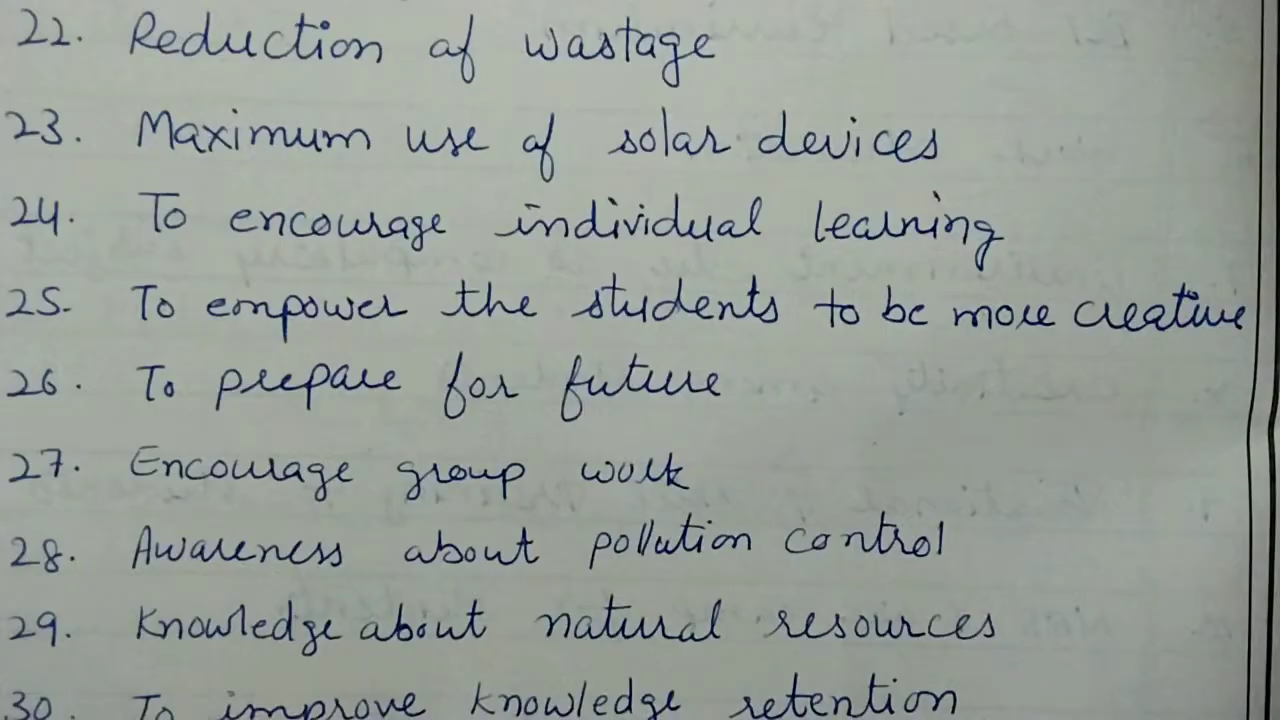 22. Reduction of wastage
23. Maximum use of solar devices
24. To encourage individual learning
25. To empower the students to be more creative
26. To prepare for future
27. Encourage group work
28. Awareness about pollution control
29. Knowledge about natural resources
30. To improve knowledge retention